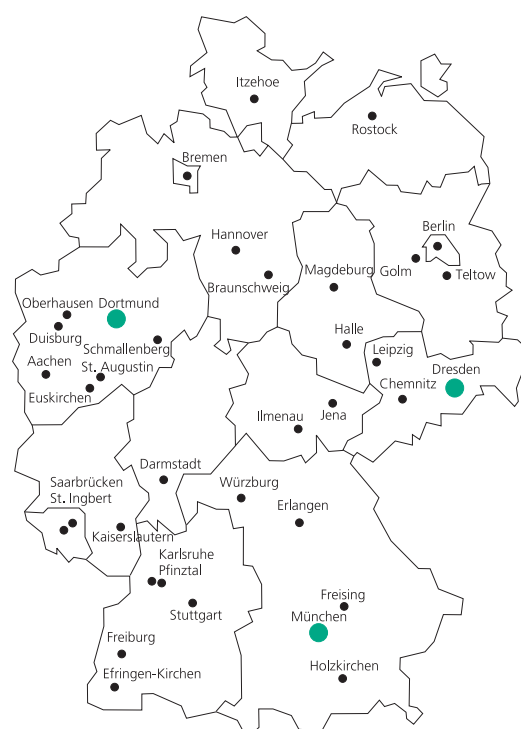 Itzehoe
Rostock
Bremen
Berlin
Hannover
Golm
Teltow
Braunschweig
Magdeburg
Oberhausen
Dortmund
Duisburg
Schmallenberg
Halle
Leipzig
Aachen
St. Augustin
Dresden
Euskirchen
Chemnitz
Jena
Ilmenau
Darmstadt
Würzburg
Saarbrücken
St. Ingbert
Erlangen
Kaiserslautern
Karlsruhe
Pfinztal
Freising
Stuttgart
München
Freiburg
Efringen-Kirchen
Holzkirchen